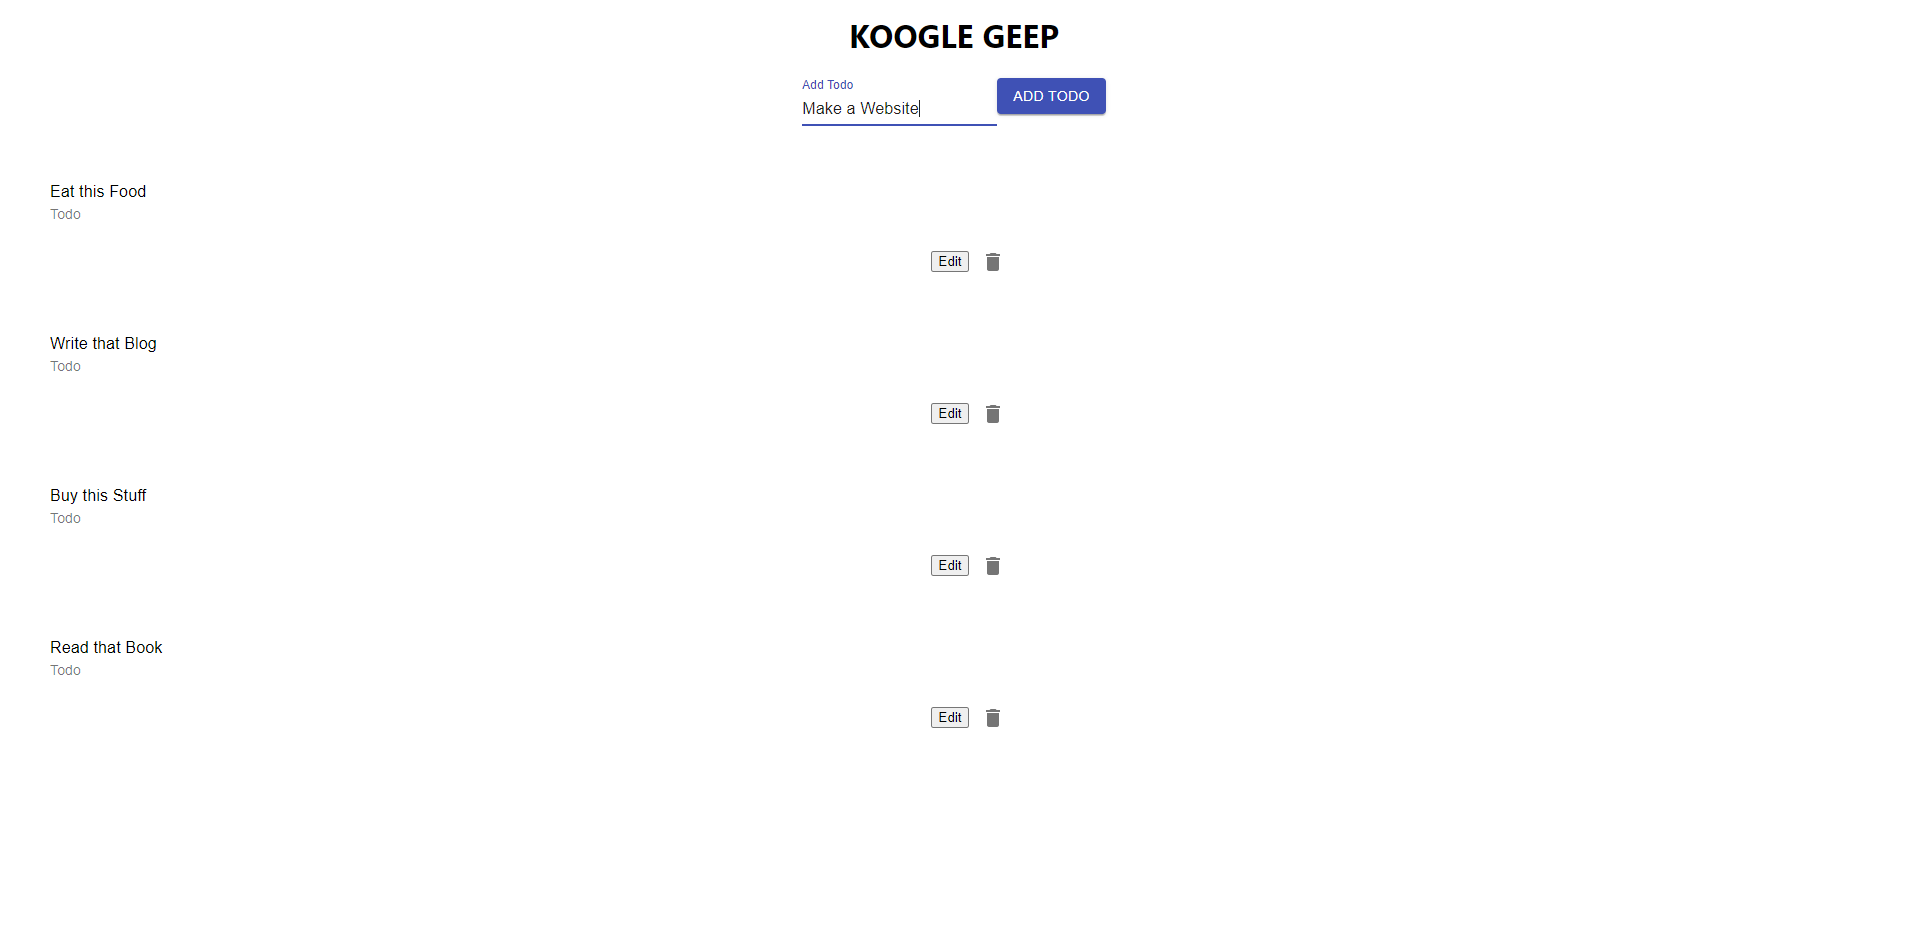 KOOGLE GEEP
Add Todo
Make a Website
ADD TODO
Eat this Food
Todo
Edit
Write that Blog
Todo
Edit
Buy this Stuff
Todo
Edit
Read that Book
Todo
Edit